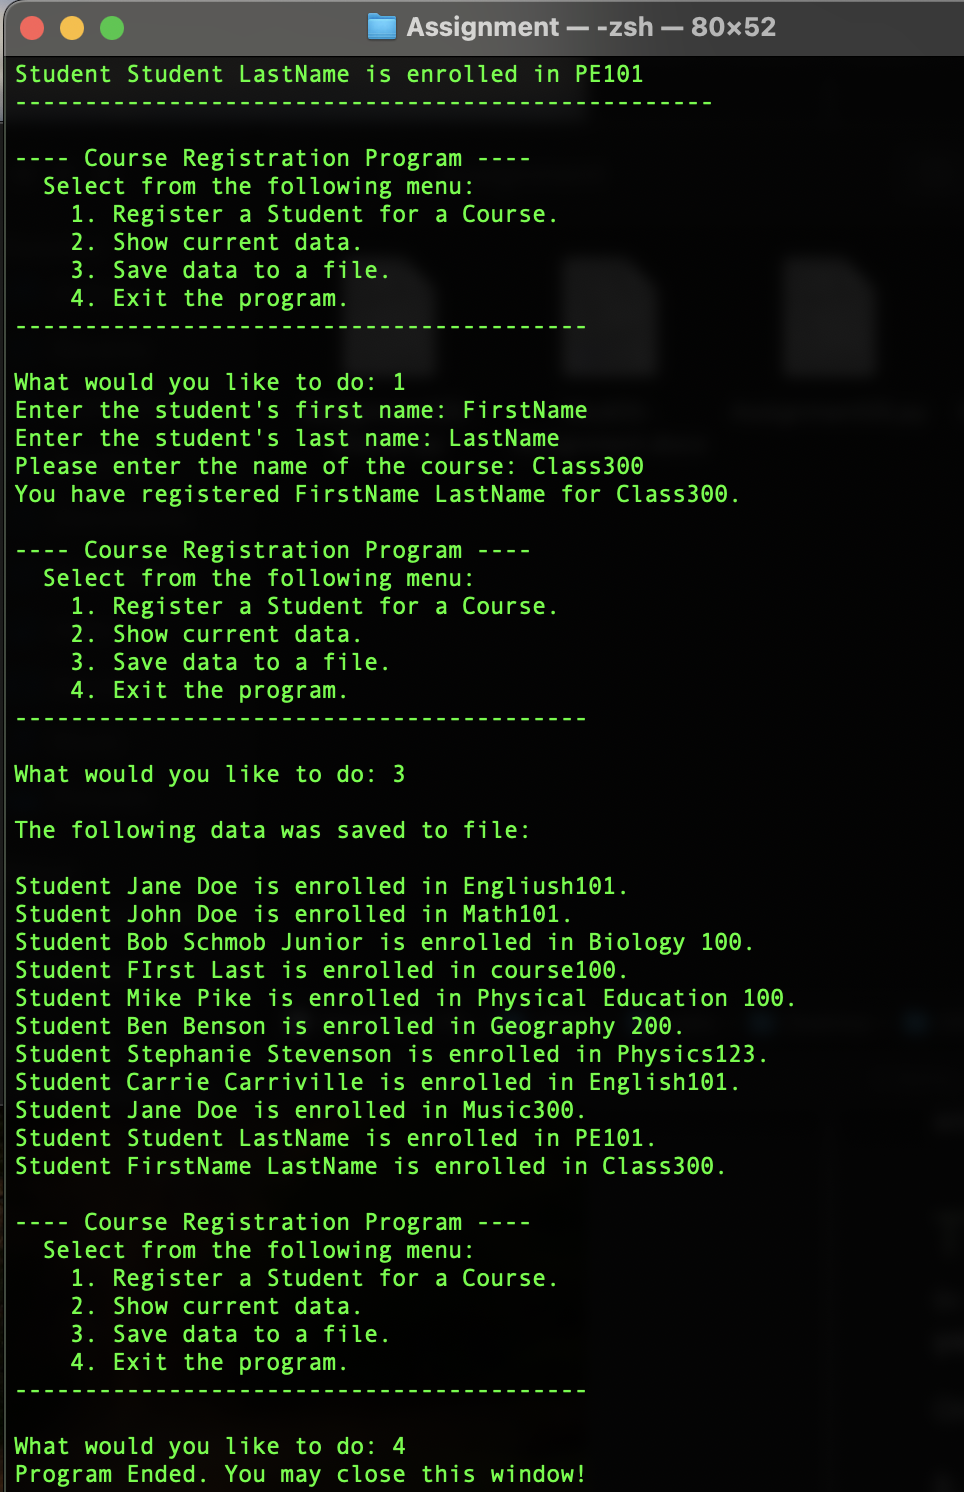 Assignment — -zsh — 80×52
Student Student LastName is enrolled in PE101
--------------------------------------------------

---- Course Registration Program ----
  Select from the following menu:
    1. Register a Student for a Course.
    2. Show current data.
    3. Save data to a file.
    4. Exit the program.
-----------------------------------------

What would you like to do: 1
Enter the student's first name: FirstName
Enter the student's last name: LastName
Please enter the name of the course: Class300
You have registered FirstName LastName for Class300.

---- Course Registration Program ----
  Select from the following menu:
    1. Register a Student for a Course.
    2. Show current data.
    3. Save data to a file.
    4. Exit the program.
-----------------------------------------

What would you like to do: 3

The following data was saved to file:

Student Jane Doe is enrolled in Engliush101.
Student John Doe is enrolled in Math101.
Student Bob Schmob Junior is enrolled in Biology 100.
Student FIrst Last is enrolled in course100.
Student Mike Pike is enrolled in Physical Education 100.
Student Ben Benson is enrolled in Geography 200.
Student Stephanie Stevenson is enrolled in Physics123.
Student Carrie Carriville is enrolled in English101.
Student Jane Doe is enrolled in Music300.
Student Student LastName is enrolled in PE101.
Student FirstName LastName is enrolled in Class300.

---- Course Registration Program ----
  Select from the following menu:
    1. Register a Student for a Course.
    2. Show current data.
    3. Save data to a file.
    4. Exit the program.
-----------------------------------------

What would you like to do: 4
Program Ended. You may close this window!